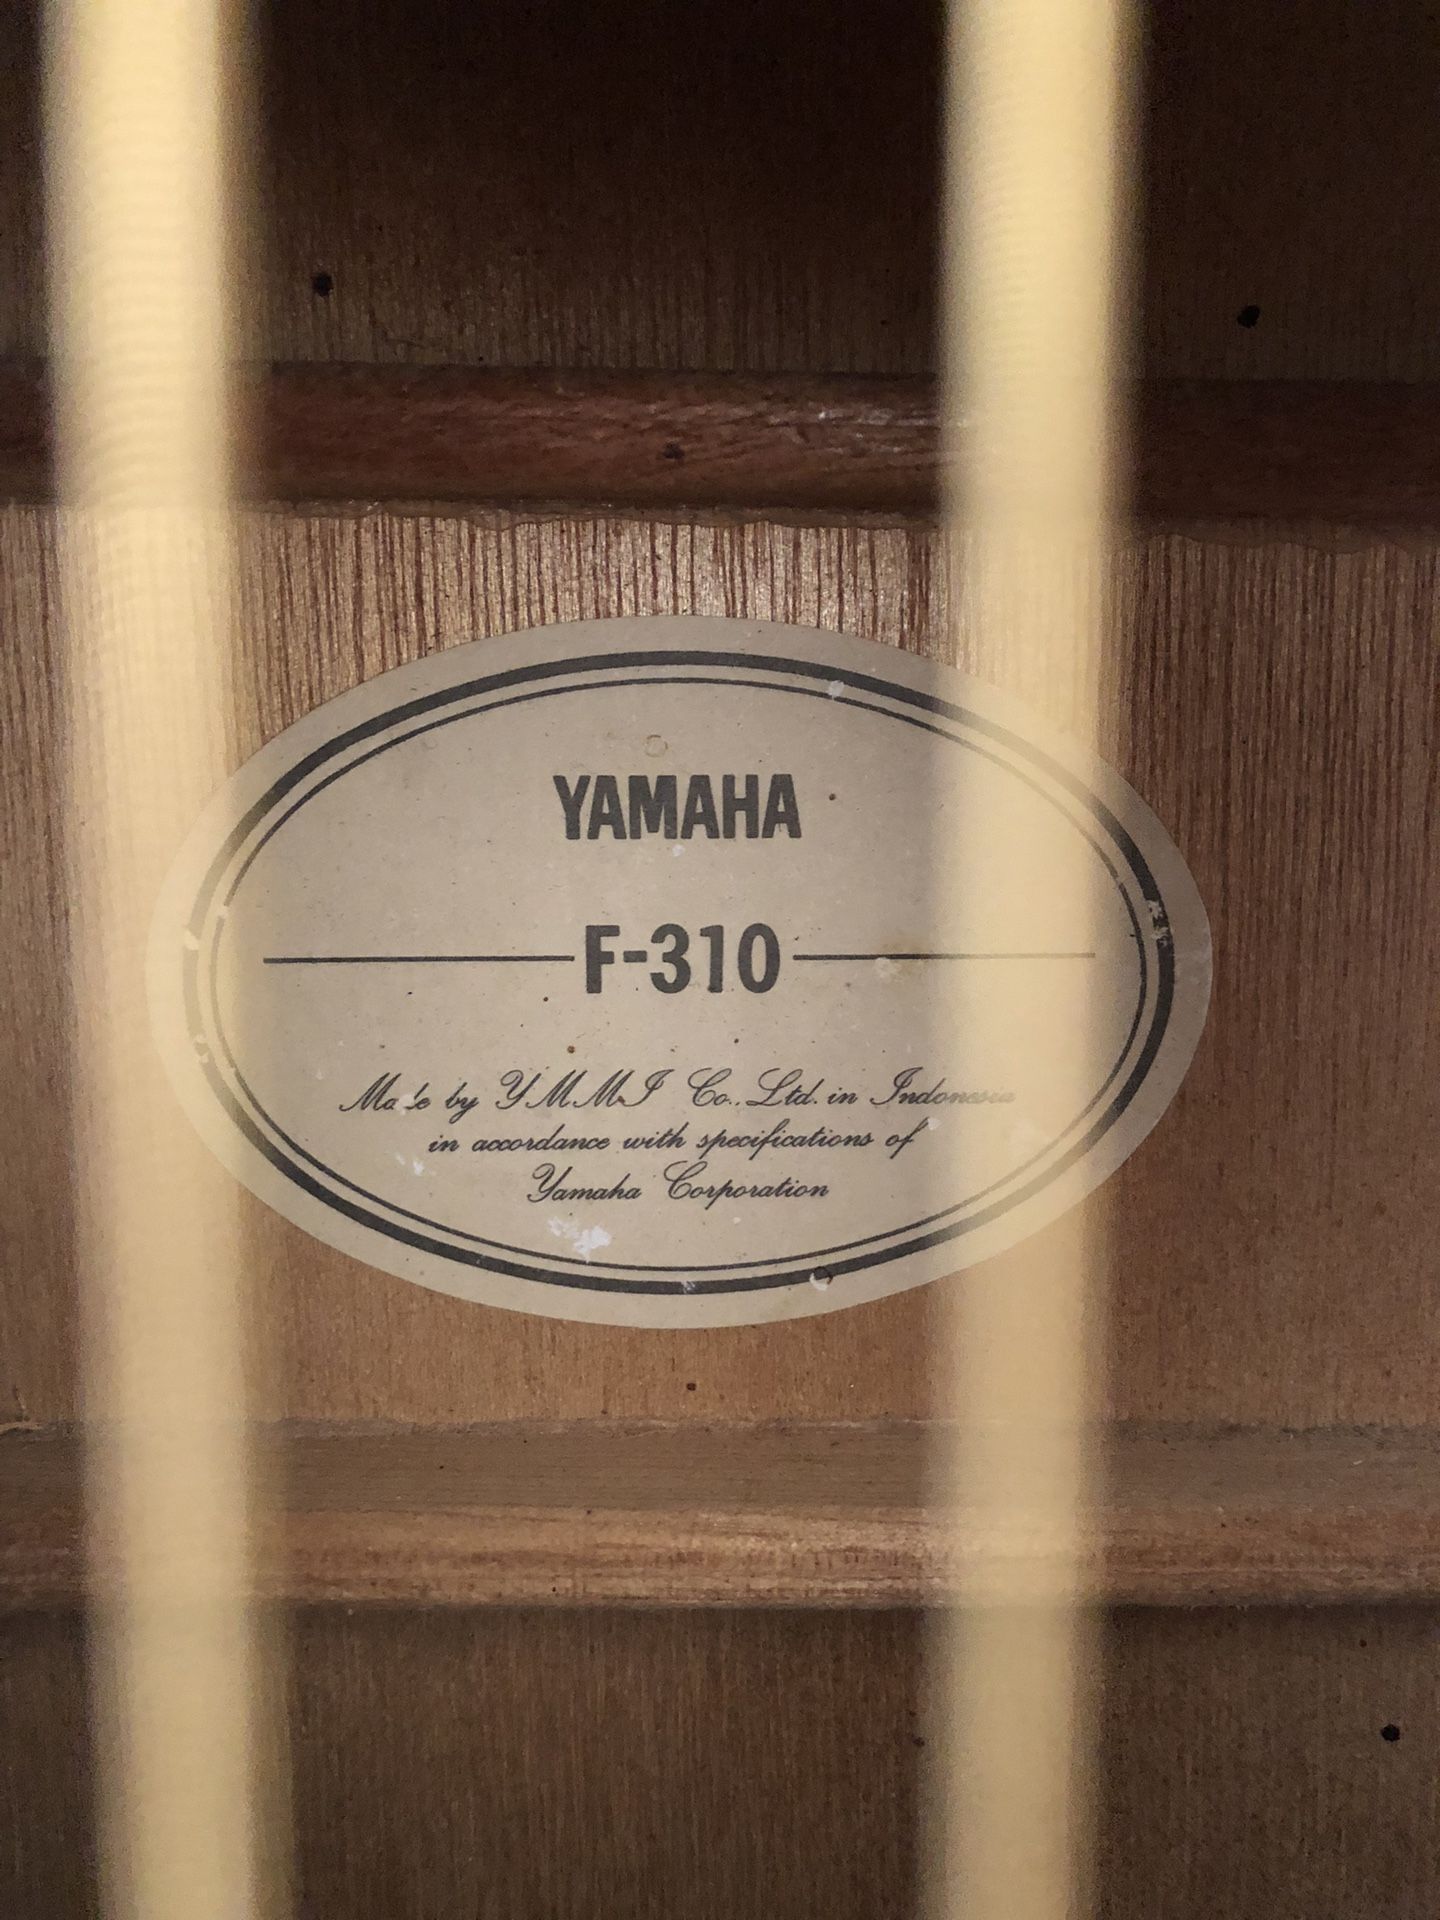 YAMAHA
F-310
Made by YMMI Co., Ltd. in Indonesia
in accordance with specifications of
Yamaha Corporation